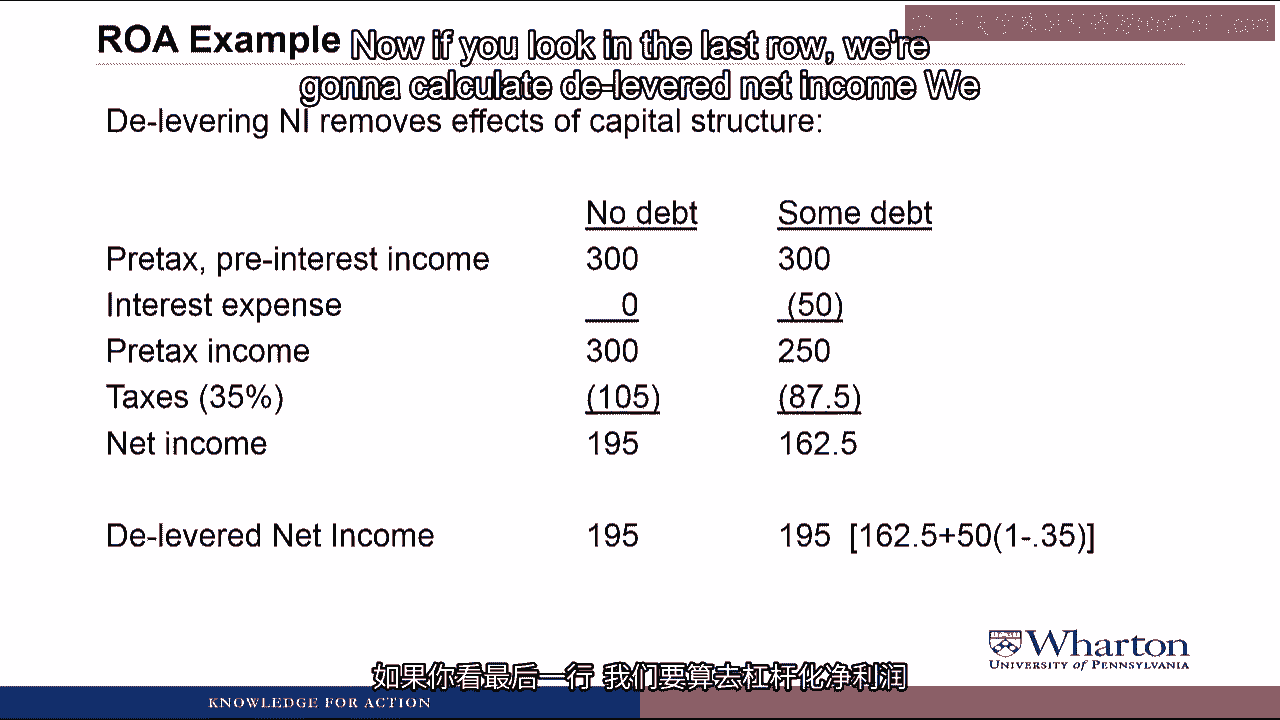 ROA Example
Now if you look in the last row, we're
gonna calculate de-levered net income We
De-levering NI removes effects of capital structure:
No debt Some debt
Pretax, pre-interest income 300 300
Interest expense 0 (50)
Pretax income 300 250
Taxes (35%) (105) (87.5)
Net income 195 162.5
De-levered Net Income 195 195 [162.5+50(1-.35)]
Wharton
UNIVERSITY of PENNSYLVANIA
如果你看最后一行 我们要算去杠杆化净利润
KNOWLEDGE FOR ACTION